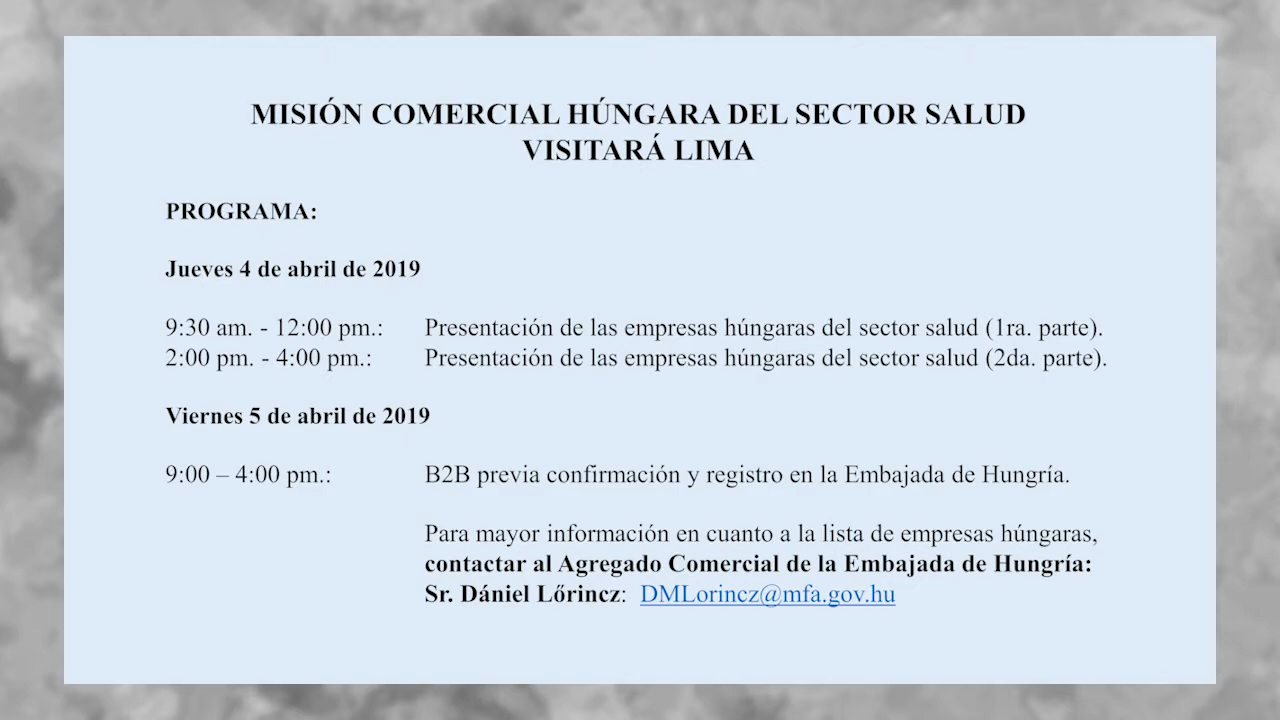 MISIÓN COMERCIAL HÚNGARA DEL SECTOR SALUD
VISITARÁ LIMA
PROGRAMA:
Jueves 4 de abril de 2019
9:30 am. - 12:00 pm.: Presentación de las empresas húngaras del sector salud (1ra. parte).
2:00 pm. - 4:00 pm.: Presentación de las empresas húngaras del sector salud (2da. parte).
Viernes 5 de abril de 2019
9:00 – 4:00 pm.: B2B previa confirmación y registro en la Embajada de Hungría.
Para mayor información en cuanto a la lista de empresas húngaras,
contactar al Agregado Comercial de la Embajada de Hungría:
Sr. Dániel Lőrincz: DMLorincz@mfa.gov.hu